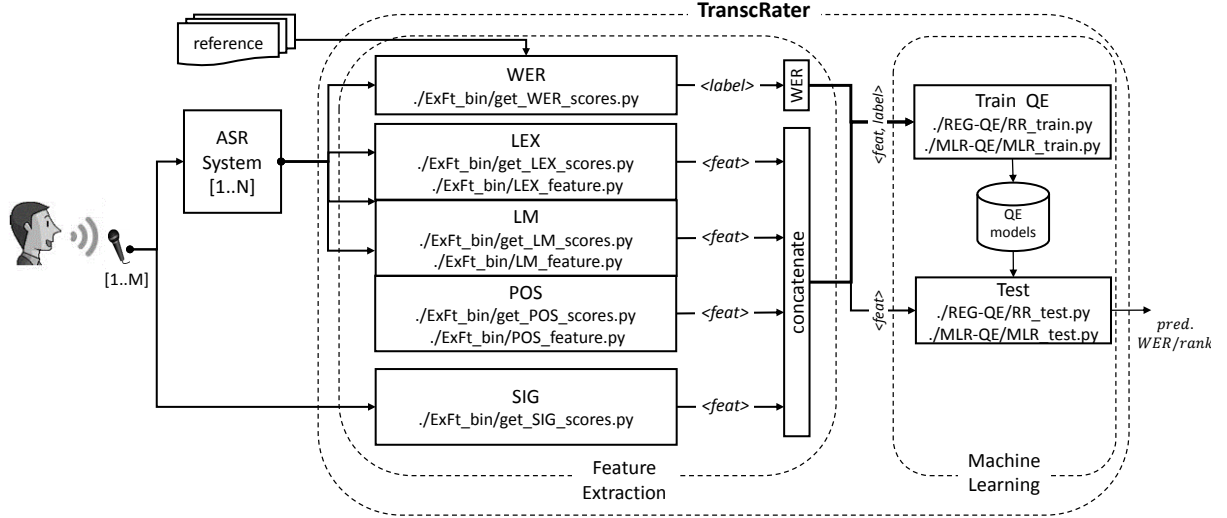 TranscRater
reference
WER
./ExFt_bin/get_WER_scores.py
<label>
WER
ASR
System
[1..N]
LEX
./ExFt_bin/get_LEX_scores.py
./ExFt_bin/LEX_feature.py
<feat>
LM
./ExFt_bin/get_LM_scores.py
./ExFt_bin/LM_feature.py
<feat>
POS
./ExFt_bin/get_POS_scores.py
./ExFt_bin/POS_feature.py
<feat>
SIG
./ExFt_bin/get_SIG_scores.py
<feat>
concatenate
[1..M]
<feat, label>
Train QE
./REG-QE/RR_train.py
./MLR-QE/MLR_train.py
QE
models
<feat>
Test
./REG-QE/RR_test.py
./MLR-QE/MLR_test.py
pred.
WER/rank
Feature
Extraction
Machine
Learning